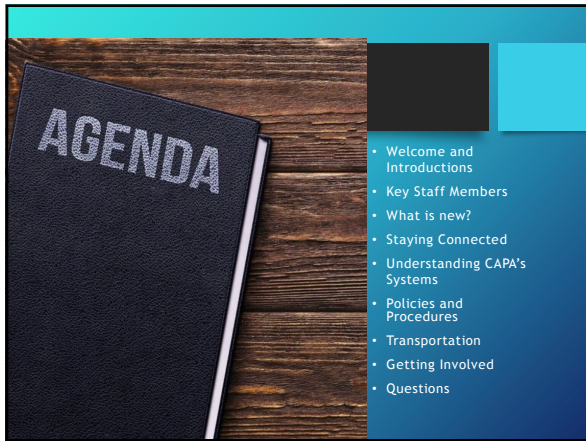 AGENDA
• Welcome and
Introductions
• Key Staff Members
• What is new?
• Staying Connected
• Understanding CAPA's
Systems
• Policies and
Procedures
• Transportation
• Getting Involved
• Questions